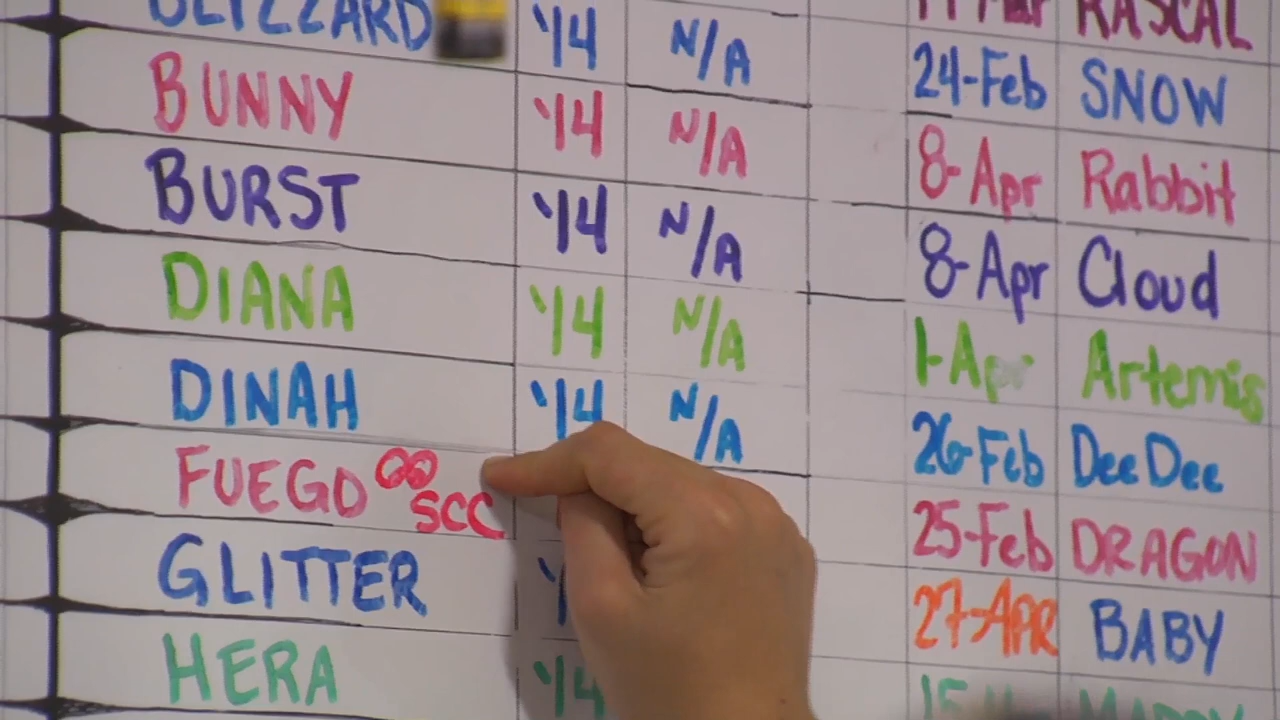 BLIZZARD '14 N/A 24-Feb SNOW
RASCAL
BUNNY '14 N/A 8-Apr Rabbit
BURST '14 N/A 8-Apr Cloud
DIANA '14 N/A 1-Apr Artemis
DINAH '14 N/A 26-Feb DeeDee
FUEGO SCC 25-Feb DRAGON
GLITTER 27-APR BABY
HERA '14